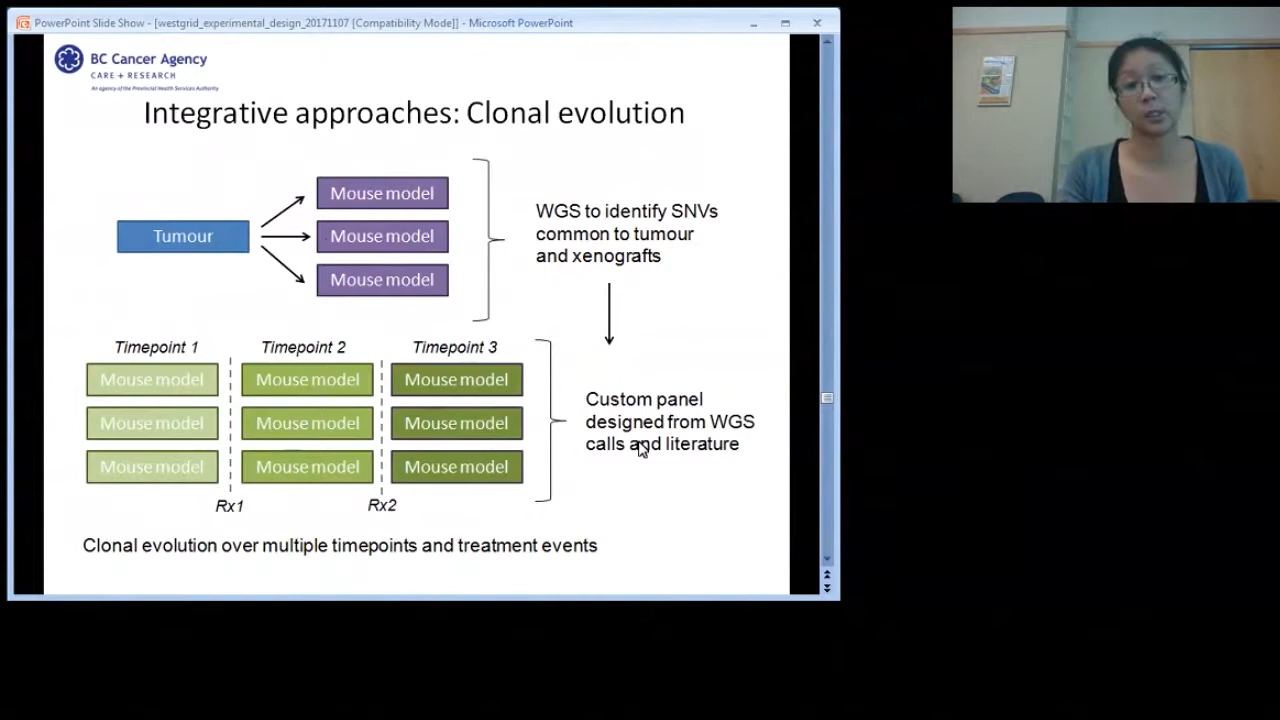 PowerPoint Slide Show - [westgrid_experimental_design_20171107 [Compatibility Mode]] - Microsoft PowerPoint
BC Cancer Agency
CARE + RESEARCH
An agency of the Provincial Health Services Authority
Integrative approaches: Clonal evolution
Tumour
Mouse model
Mouse model
Mouse model
WGS to identify SNVs
common to tumour
and xenografts
Timepoint 1
Timepoint 2
Timepoint 3
Mouse model
Mouse model
Mouse model
Mouse model
Mouse model
Mouse model
Mouse model
Mouse model
Mouse model
Custom panel
designed from WGS
calls and literature
Rx1
Rx2
Clonal evolution over multiple timepoints and treatment events